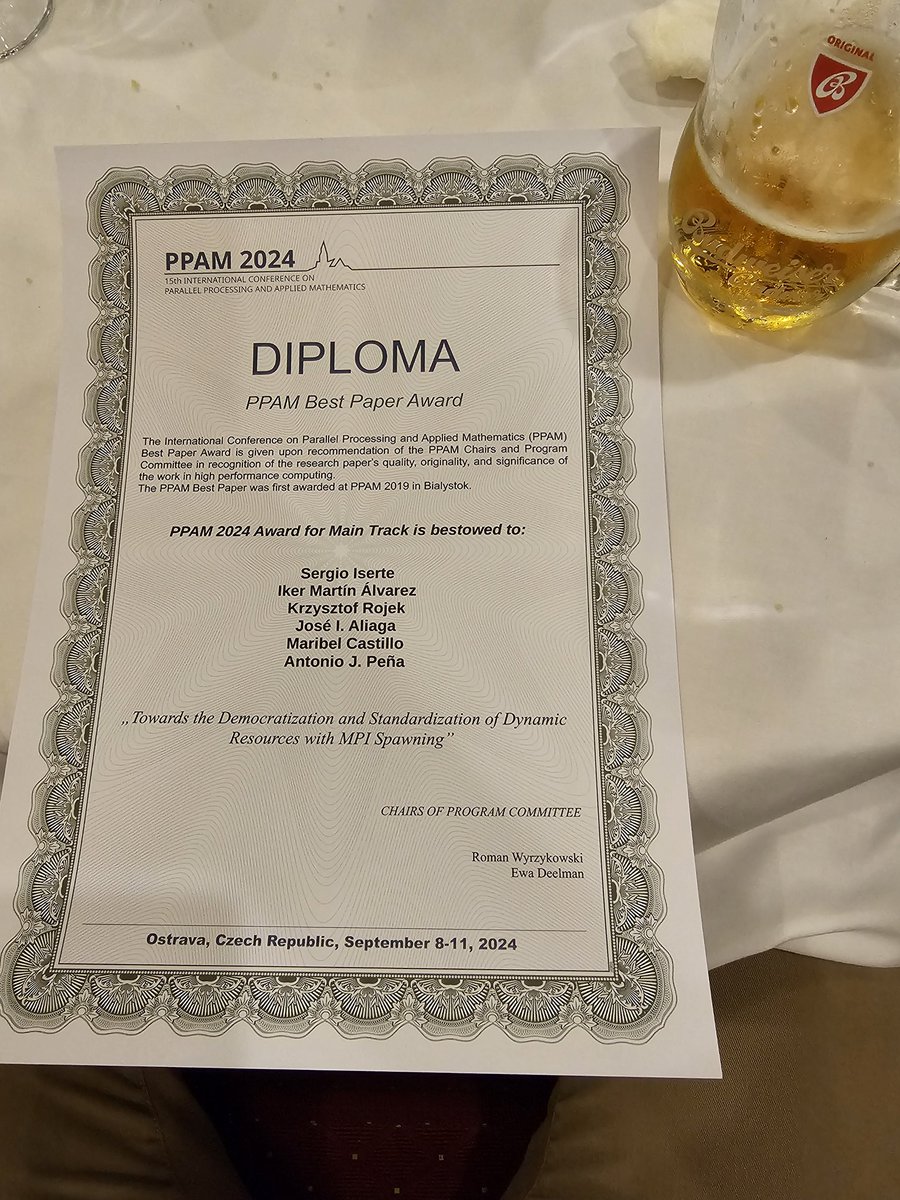 PPAM 2024
15th INTERNATIONAL CONFERENCE ON
PARALLEL PROCESSING AND APPLIED MATHEMATICS
DIPLOMA
PPAM Best Paper Award
The International Conference on Parallel Processing and Applied Mathematics (PPAM)
Best Paper Award is given upon recommendation of the PPAM Chairs and Program
Committee in recognition of the research paper's quality, originality, and significance of
the work in high performance computing.
The PPAM Best Paper was first awarded at PPAM 2019 in Bialystok.
PPAM 2024 Award for Main Track is bestowed to:
Sergio Iserte
Iker Martín Álvarez
Krzysztof Rojek
José I. Aliaga
Maribel Castillo
Antonio J. Peña
„Towards the Democratization and Standardization of Dynamic
Resources with MPI Spawning”
CHAIRS OF PROGRAM COMMITTEE
Roman Wyrzykowski
Ewa Deelman
Ostrava, Czech Republic, September 8-11, 2024
ORIGINAL
B
Budweiser